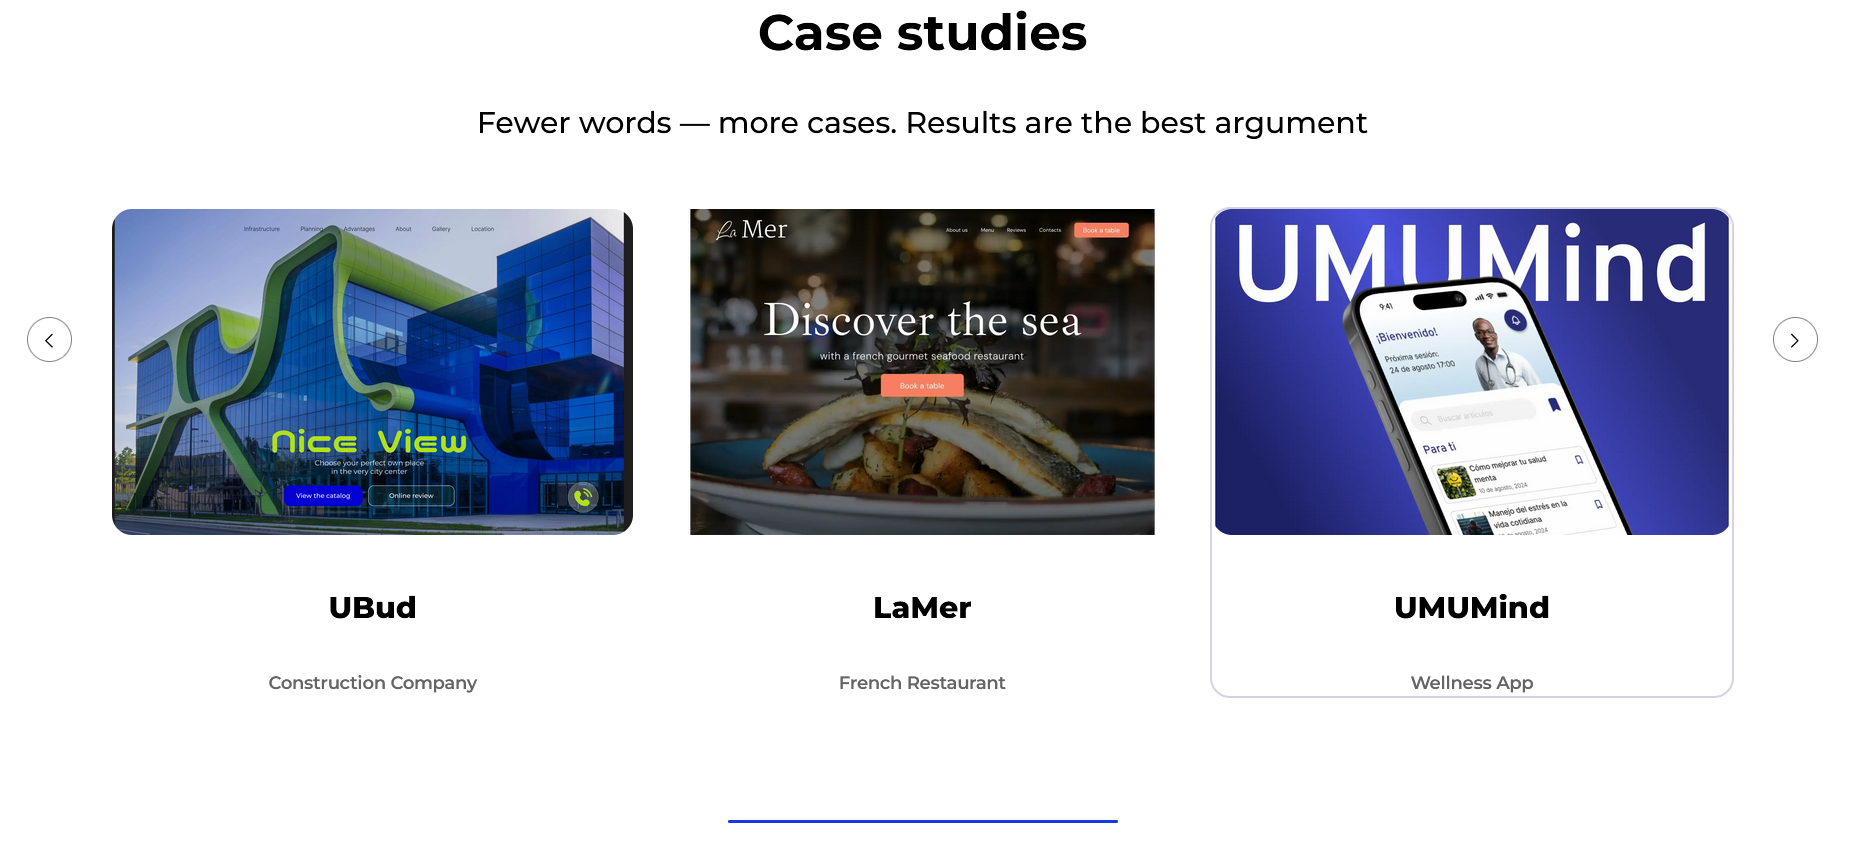 Case studies
Fewer words — more cases. Results are the best argument
Infrastructure Planning Advantages About Gallery Location
Nice View
Choose your perfect own place
in the very city center
View the catalog Online review
UBud
Construction Company
La Mer
About us Menu Reviews Contacts Book a table
Discover the sea
with a french gourmet seafood restaurant
Book a table
LaMer
French Restaurant
UMUMind
9:41
¡Bienvenido!
Próxima sesión:
24 de agosto 17:00
Buscar artículos
Para ti
Cómo mejorar tu salud
menta
10 de agosto, 2024
Manejo del estrés en la
vida cotidiana
de agosto, 2024
UMUMind
Wellness App